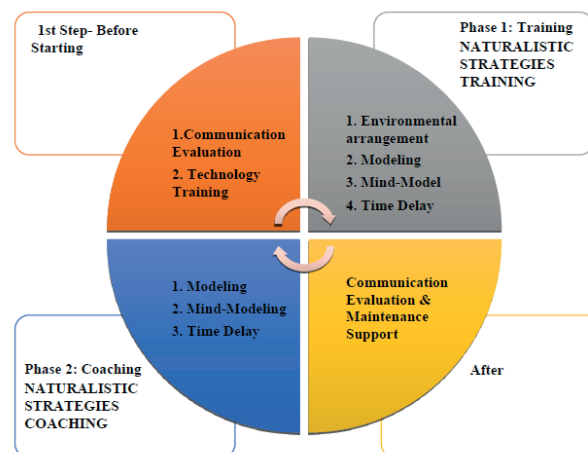 1st Step- Before
Starting
Phase 1: Training
NATURALISTIC
STRATEGIES
TRAINING
1.Communication
Evaluation
2. Technology
Training
1. Environmental
arrangement
2. Modeling
3. Mind-Model
4. Time Delay
1. Modeling
2. Mind-Modeling
3. Time Delay
Communication
Evaluation &
Maintenance
Support
Phase 2: Coaching
NATURALISTIC
STRATEGIES
COACHING
After